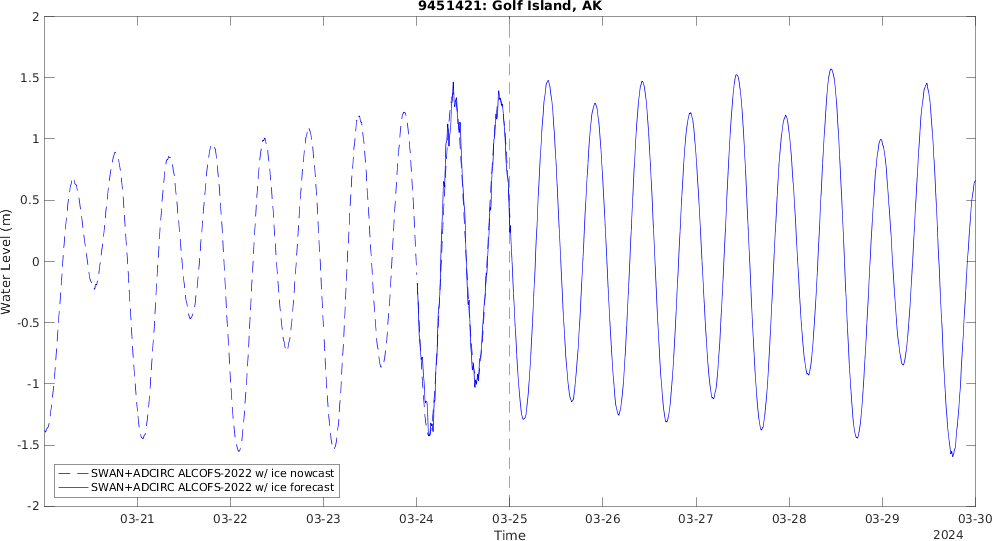 9451421: Golf Island, AK
2
1.5
1
0.5
0
-0.5
-1
-1.5
-2
Water Level (m)
SWAN+ADCIRC ALCOFS-2022 w/ ice nowcast
SWAN+ADCIRC ALCOFS-2022 w/ ice forecast
03-21 03-22 03-23 03-24 03-25 03-26 03-27 03-28 03-29 03-30
Time
2024